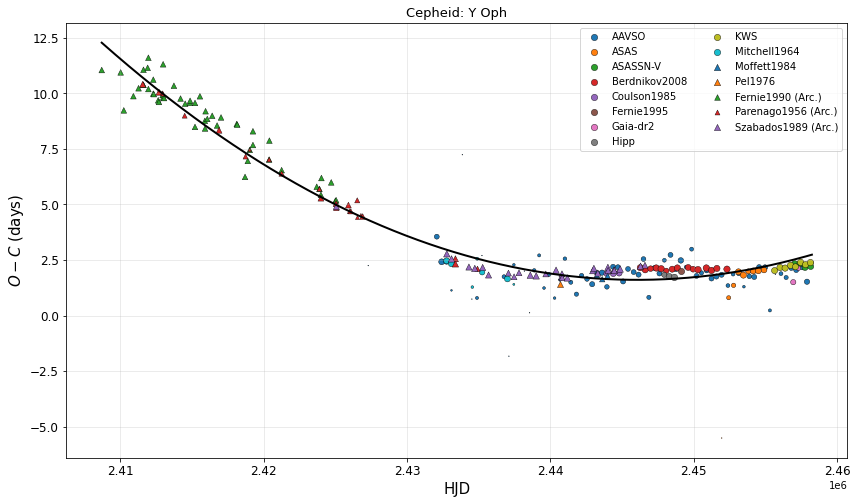 Cepheid: Y Oph
O − C (days)
12.5
10.0
7.5
5.0
2.5
0.0
−2.5
−5.0
AAVSO
ASAS
ASASSN-V
Berdnikov2008
Coulson1985
Fernie1995
Gaia-dr2
Hipp
KWS
Mitchell1964
Moffett1984
Pel1976
Fernie1990 (Arc.)
Parenago1956 (Arc.)
Szabados1989 (Arc.)
2.41 2.42 2.43 2.44 2.45 2.46
1e6
HJD